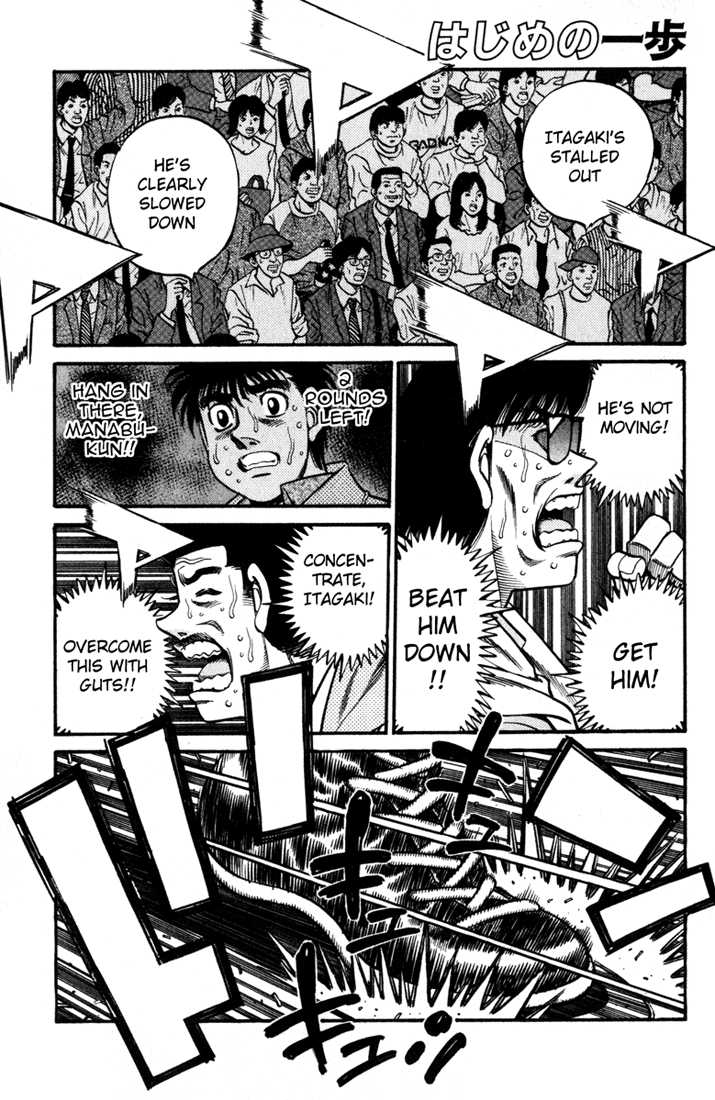 はじめの一歩
ITAGAKI'S
STALLED
OUT
HE'S
CLEARLY
SLOWED
DOWN
HE'S NOT
MOVING!
GET
HIM!
BEAT
HIM
DOWN
!!
2
ROUNDS
LEFT!
HANG IN
THERE,
MANABU-
KUN!!
CONCEN-
TRATE,
ITAGAKI!
OVERCOME
THIS WITH
GUTS!!
キュッ
キュ
キュッ